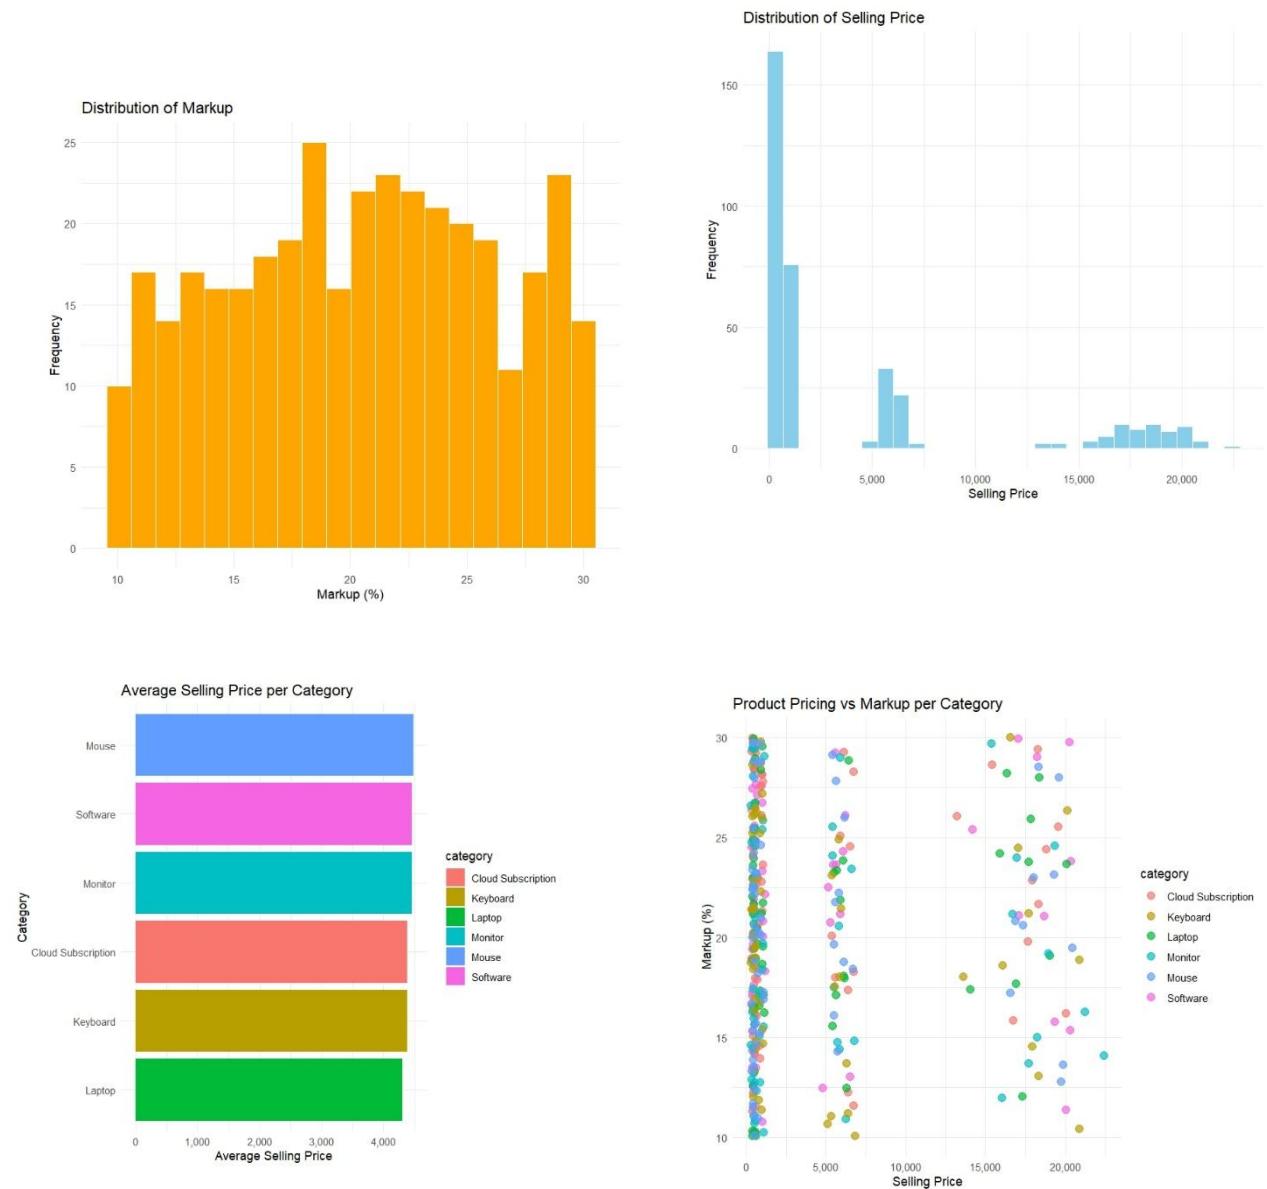 Distribution of Markup
Frequency
25
20
15
10
5
0
10 15 20 25 30
Markup (%)
Distribution of Selling Price
Frequency
150
100
50
0
0 5,000 10,000 15,000 20,000
Selling Price
Average Selling Price per Category
Category
Mouse
Software
Monitor
Cloud Subscription
Keyboard
Laptop
0 1,000 2,000 3,000 4,000
Average Selling Price
category
Cloud Subscription
Keyboard
Laptop
Monitor
Mouse
Software
Product Pricing vs Markup per Category
Markup (%)
30
25
20
15
10
0 5,000 10,000 15,000 20,000
Selling Price
category
Cloud Subscription
Keyboard
Laptop
Monitor
Mouse
Software